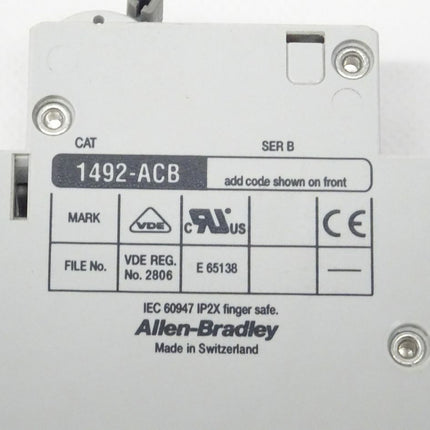 CAT SER B
1492-ACB add code shown on front
MARK VDE c RU US CE
FILE No. VDE REG. No. 2806 E 65138 —
IEC 60947 IP2X finger safe.
Allen-Bradley
Made in Switzerland